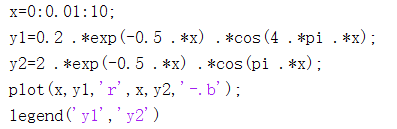 x=0:0.01:10;
y1=0.2 .*exp(-0.5 .*x) .*cos(4 .*pi .*x);
y2=2 .*exp(-0.5 .*x) .*cos(pi .*x);
plot(x,y1,'r',x,y2,'-.b');
legend('y1','y2')